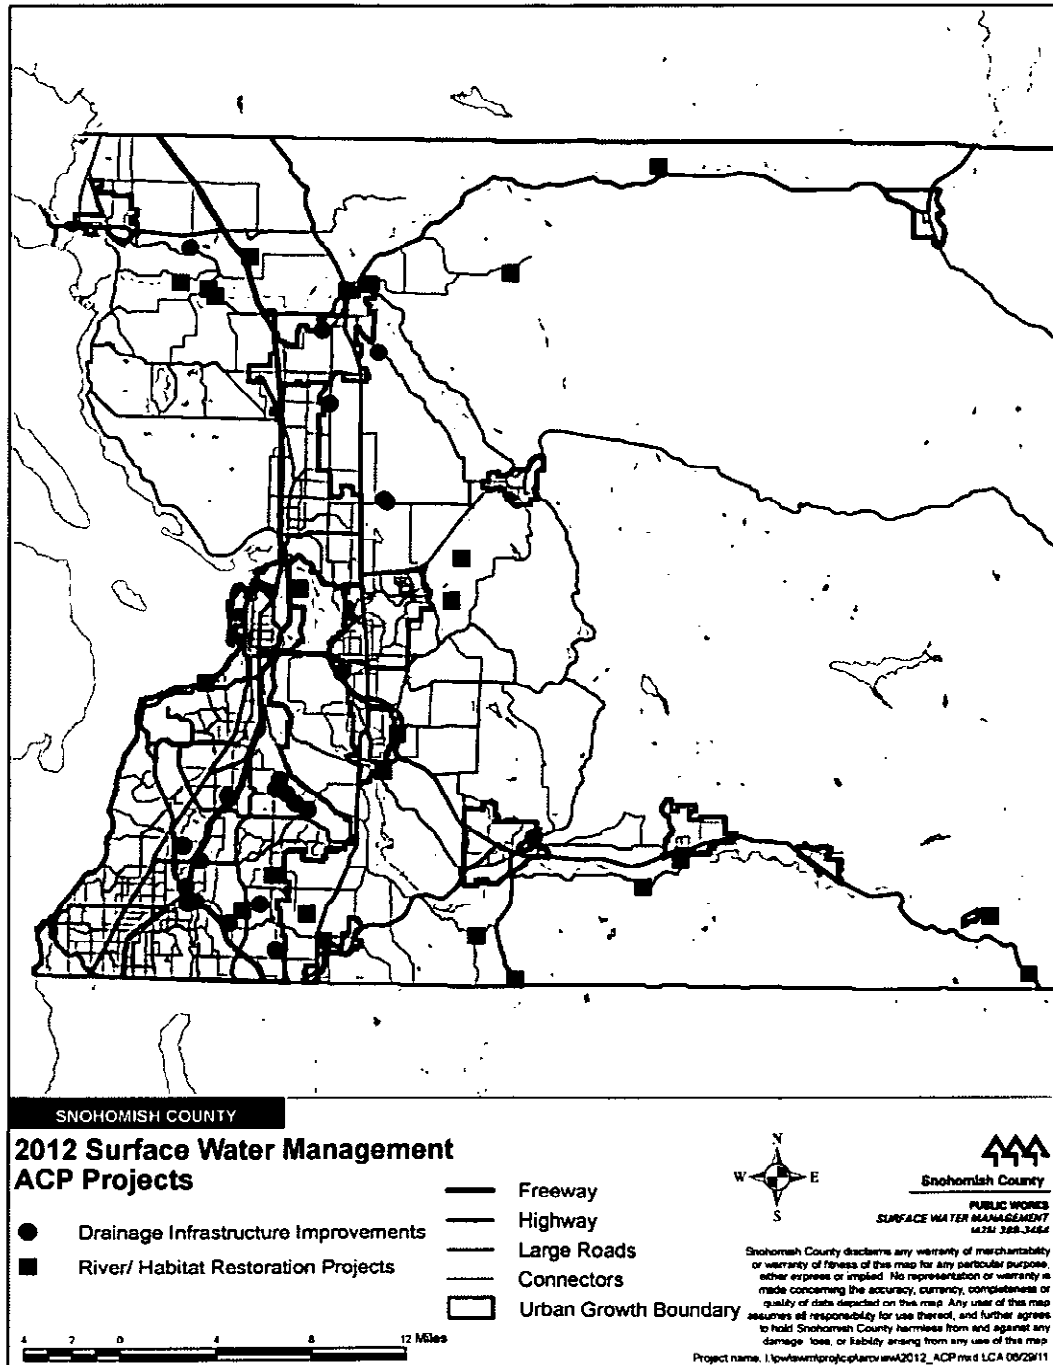 SNOHOMISH COUNTY
2012 Surface Water Management
ACP Projects
Drainage Infrastructure Improvements
River/ Habitat Restoration Projects
Freeway
Highway
Large Roads
Connectors
Urban Growth Boundary
4 2 0 4 8 12 Miles
N
W E
S
Snohomish County
PUBLIC WORKS
SURFACE WATER MANAGEMENT
(425) 388-3464
Snohomish County disclaims any warranty of merchantability
or warranty of fitness of this map for any particular purpose,
either express or implied. No representation or warranty is
made concerning the accuracy, currency, completeness or
quality of data depicted on this map. Any user of this map
assumes all responsibility for use thereof, and further agrees
to hold Snohomish County harmless from and against any
damage, loss, or liability arising from any use of this map.
Project name.